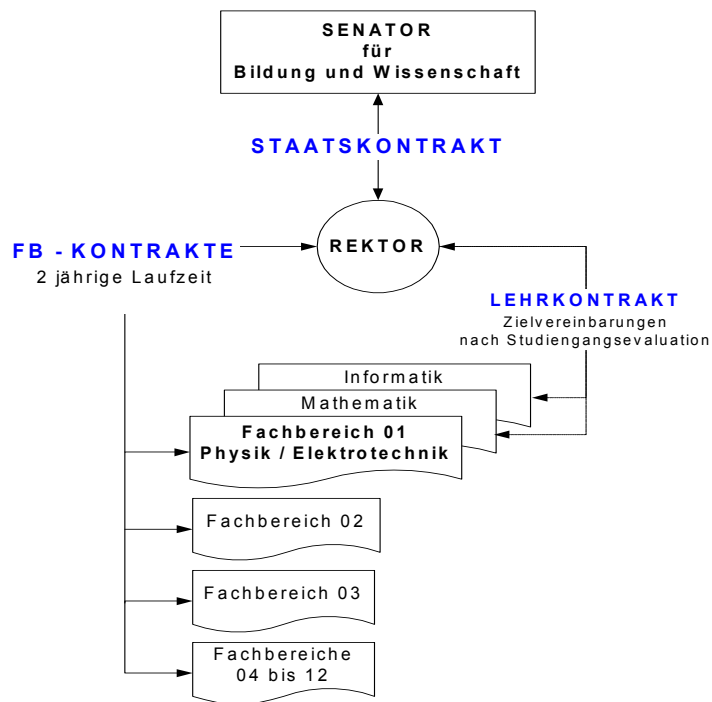 SENATOR
für
Bildung und Wissenschaft
STAATSKONTRAKT
REKTOR
FB - KONTRAKTE
2 jährige Laufzeit
LEHRKONTRAKT
Zielvereinbarungen
nach Studiengangsevaluation
Informatik
Mathematik
Fachbereich 01
Physik / Elektrotechnik
Fachbereich 02
Fachbereich 03
Fachbereiche
04 bis 12